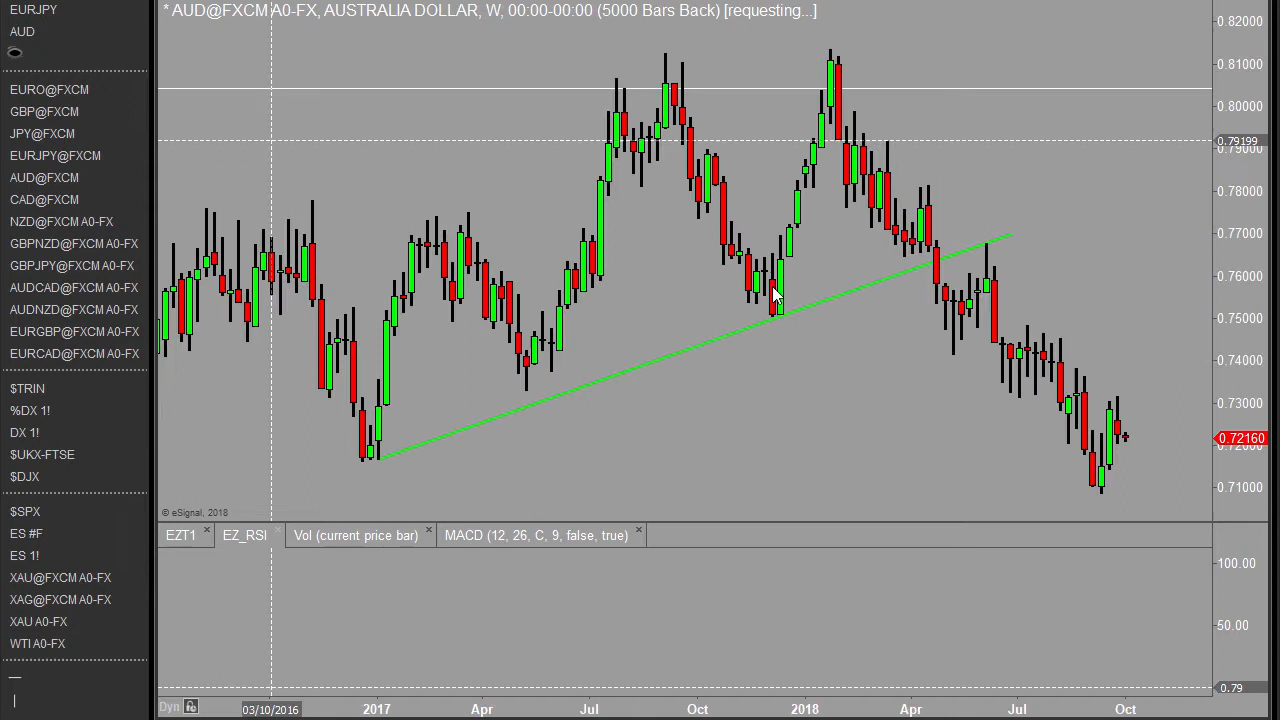 EURJPY
AUD
EURO@FXCM
GBP@FXCM
JPY@FXCM
EURJPY@FXCM
AUD@FXCM
CAD@FXCM
NZD@FXCM A0-FX
GBPNZD@FXCM A0-FX
GBPJPY@FXCM A0-FX
AUDCAD@FXCM A0-FX
AUDNZD@FXCM A0-FX
EURGBP@FXCM A0-FX
EURCAD@FXCM A0-FX
$TRIN
%DX 1!
DX 1!
$UKX-FTSE
$DJX
$SPX
ES #F
ES 1!
XAU@FXCM A0-FX
XAG@FXCM A0-FX
XAU A0-FX
WTI A0-FX
* AUD@FXCM A0-FX, AUSTRALIA DOLLAR, W, 00:00-00:00 (5000 Bars Back) [requesting...]
0.82000
0.81000
0.80000
0.79199
0.79000
0.78000
0.77000
0.76000
0.75000
0.74000
0.73000
0.72160
0.72000
0.71000
© eSignal, 2018
EZT1 × EZ_RSI × Vol (current price bar) × MACD (12, 26, C, 9, false, true) ×
100.00
50.00
0.79
Dyn 03/10/2016 2017 Apr Jul Oct 2018 Apr Jul Oct